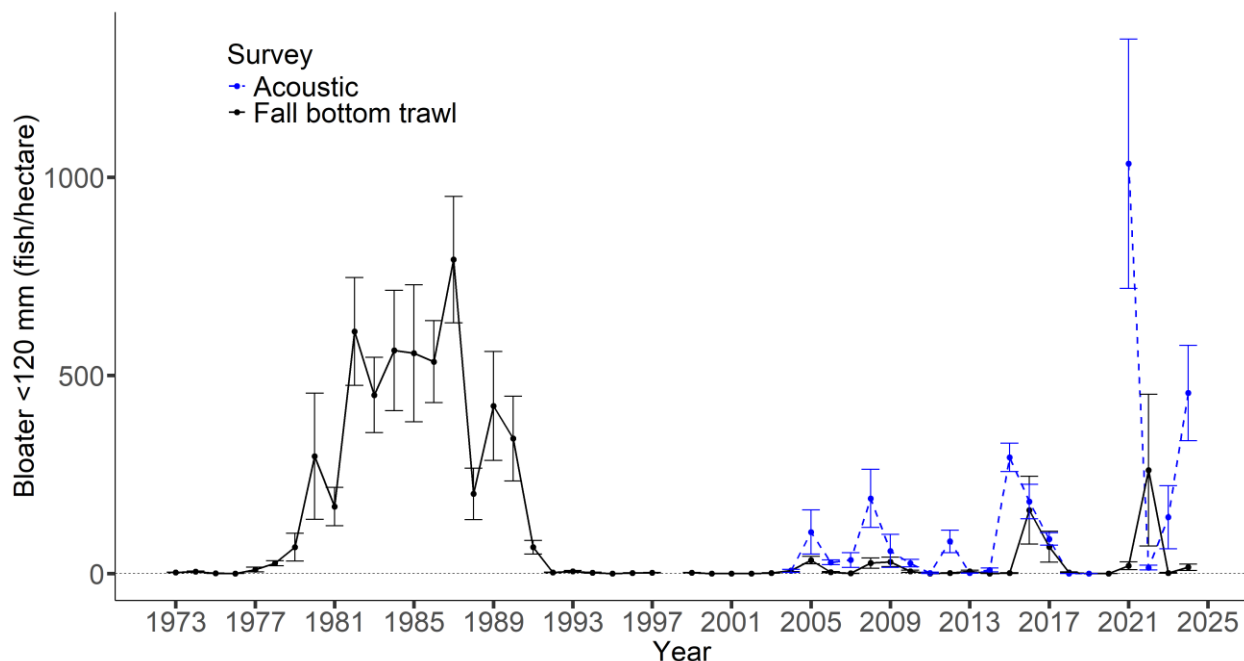 Survey
Acoustic
Fall bottom trawl
Bloater <120 mm (fish/hectare)
1000
500
0
1973 1977 1981 1985 1989 1993 1997 2001 2005 2009 2013 2017 2021 2025
Year